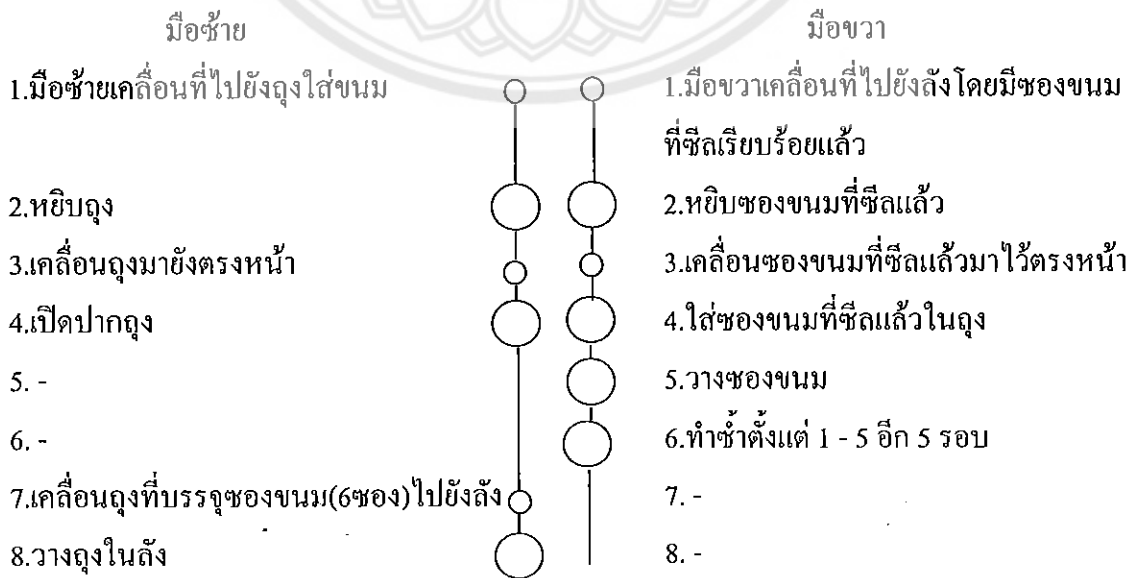 มือซ้าย
มือขวา
1.มือซ้ายเคลื่อนที่ไปยังถุงใส่ขนม
1.มือขวาเคลื่อนที่ไปยังลังโดยมีซองขนม
ที่ซีลเรียบร้อยแล้ว
2.หยิบถุง
2.หยิบซองขนมที่ซีลแล้ว
3.เคลื่อนถุงมายังตรงหน้า
3.เคลื่อนซองขนมที่ซีลแล้วมาไว้ตรงหน้า
4.เปิดปากถุง
4.ใส่ซองขนมที่ซีลแล้วในถุง
5. -
5.วางซองขนม
6. -
6.ทำซ้ำตั้งแต่ 1 - 5 อีก 5 รอบ
7.เคลื่อนถุงที่บรรจุซองขนม(6ซอง)ไปยังลัง
7. -
8.วางถุงในลัง
8. -